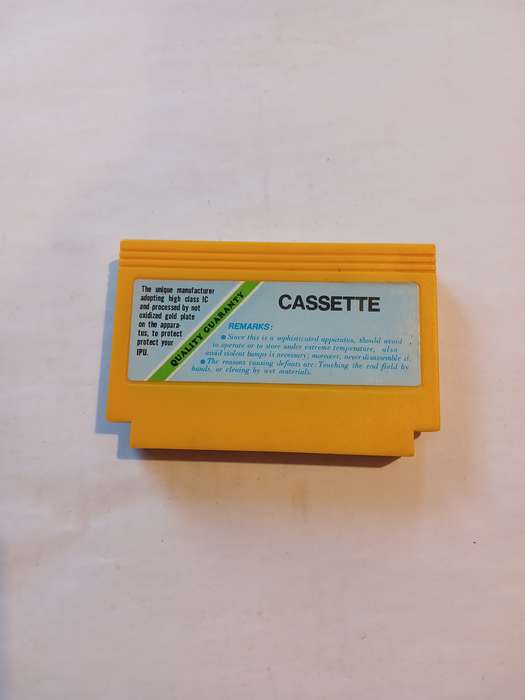 The unique manufacturer
adopting high class IC
and processed by not
oxidized gold plate
on the appara-
tus, to protect
protect your
IPU.
QUALITY GUARANTY
CASSETTE
REMARKS:
● Since this is a sophisticated apparatus, should avoid
to operate or to store under extreme temperature, also
avoid violent bumps is necessary; moreover, never disassemble it.
● The reasons causing defeats are: Touching the end field by
hands, or cleaing by wet materials.